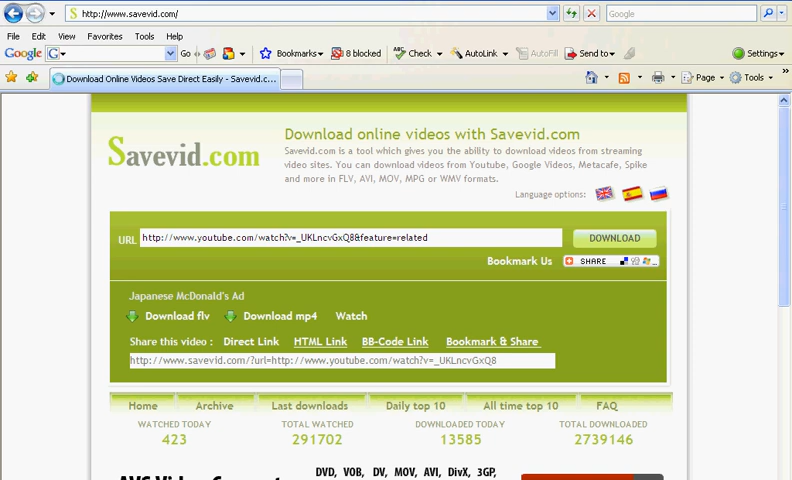 http://www.savevid.com/
Google
File Edit View Favorites Tools Help
Google G Go Bookmarks 8 blocked Check AutoLink AutoFill Send to Settings
Download Online Videos Save Direct Easily - Savevid.c... Page Tools
Savevid.com
Download online videos with Savevid.com
Savevid.com is a tool which gives you the ability to download videos from streaming
video sites. You can download videos from Youtube, Google Videos, Metacafe, Spike
and more in FLV, AVI, MOV, MPG or WMV formats.
Language options:
URL http://www.youtube.com/watch?v=_UKLncvGxQ8&feature=related DOWNLOAD
Bookmark Us SHARE
Japanese McDonald's Ad
Download flv Download mp4 Watch
Share this video : Direct Link HTML Link BB-Code Link Bookmark & Share
http://www.savevid.com/?url=http://www.youtube.com/watch?v=_UKLncvGxQ8
Home Archive Last downloads Daily top 10 All time top 10 FAQ
WATCHED TODAY TOTAL WATCHED DOWNLOADED TODAY TOTAL DOWNLOADED
423 291702 13585 2739146
DVD, VOB, DV, MOV, AVI, DivX, 3GP,